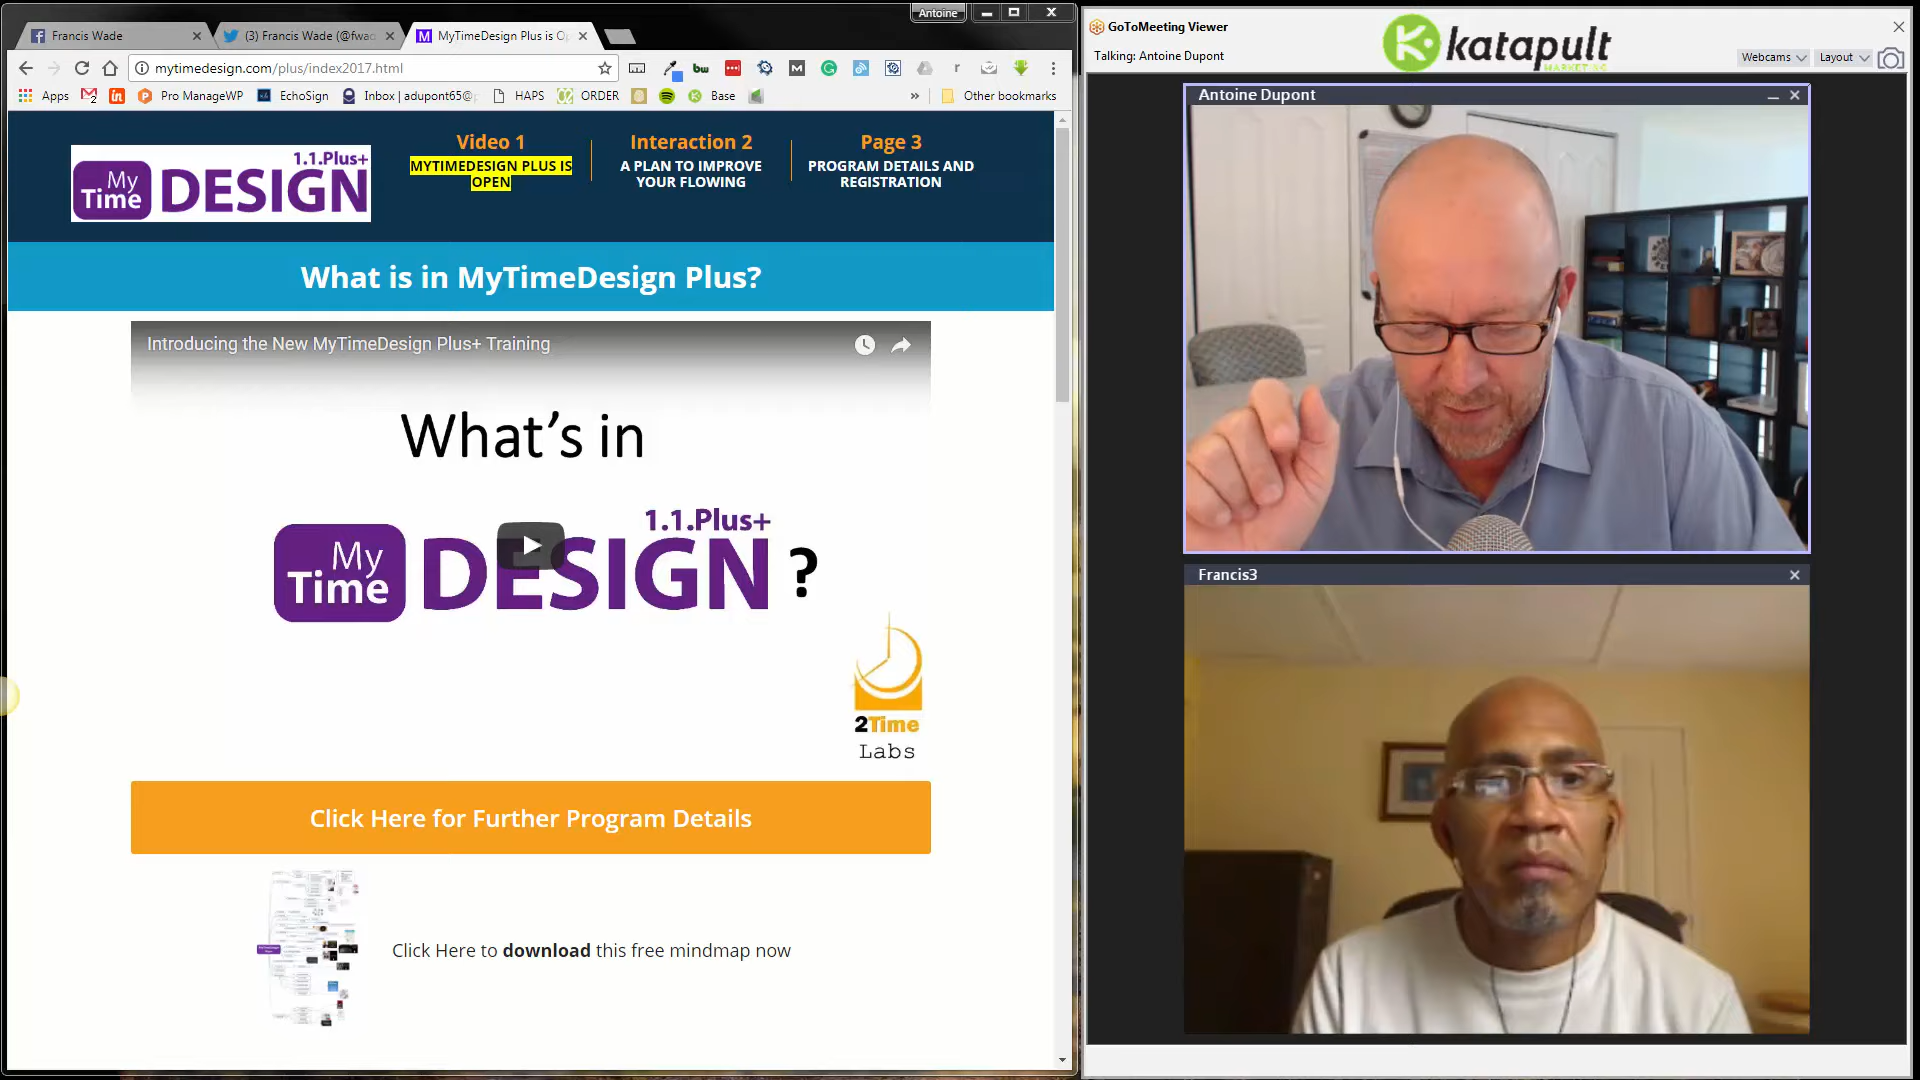 Antoine
Francis Wade
(3) Francis Wade (@fwad
MyTimeDesign Plus is O
mytimedesign.com/plus/index2017.html
Apps
Pro ManageWP
EchoSign
Inbox | adupont65@
HAPS
ORDER
Base
»
Other bookmarks
My
Time DESIGN
1.1.Plus+
Video 1
MYTIMEDESIGN PLUS IS
OPEN
Interaction 2
A PLAN TO IMPROVE
YOUR FLOWING
Page 3
PROGRAM DETAILS AND
REGISTRATION
What is in MyTimeDesign Plus?
Introducing the New MyTimeDesign Plus+ Training
What's in
1.1.Plus+
My
Time DESIGN ?
2Time
Labs
Click Here for Further Program Details
Click Here to download this free mindmap now
GoToMeeting Viewer
Talking: Antoine Dupont
katapult
MARKETING
Webcams
Layout
Antoine Dupont
Francis3